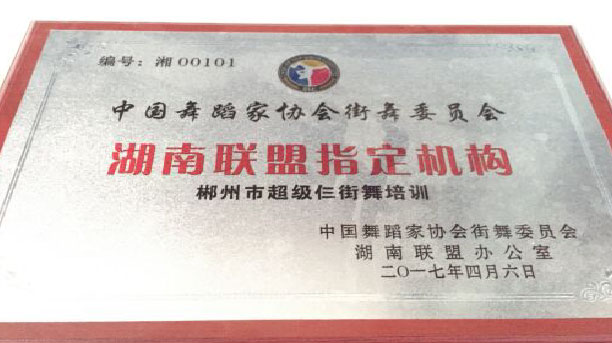 编号：湘00101
中国舞蹈家协会街舞委员会
湖南联盟指定机构
郴州市超级仨街舞培训
中国舞蹈家协会街舞委员会
湖南联盟办公室
二〇一七年四月六日